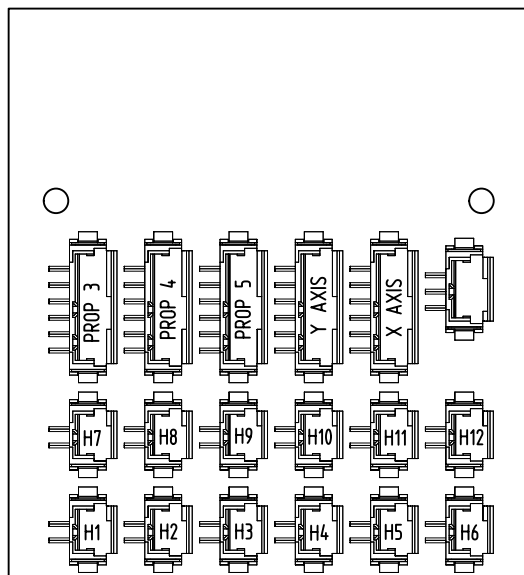 PROP 3
PROP 4
PROP 5
Y AXIS
X AXIS
H7
H8
H9
H10
H11
H12
H1
H2
H3
H4
H5
H6